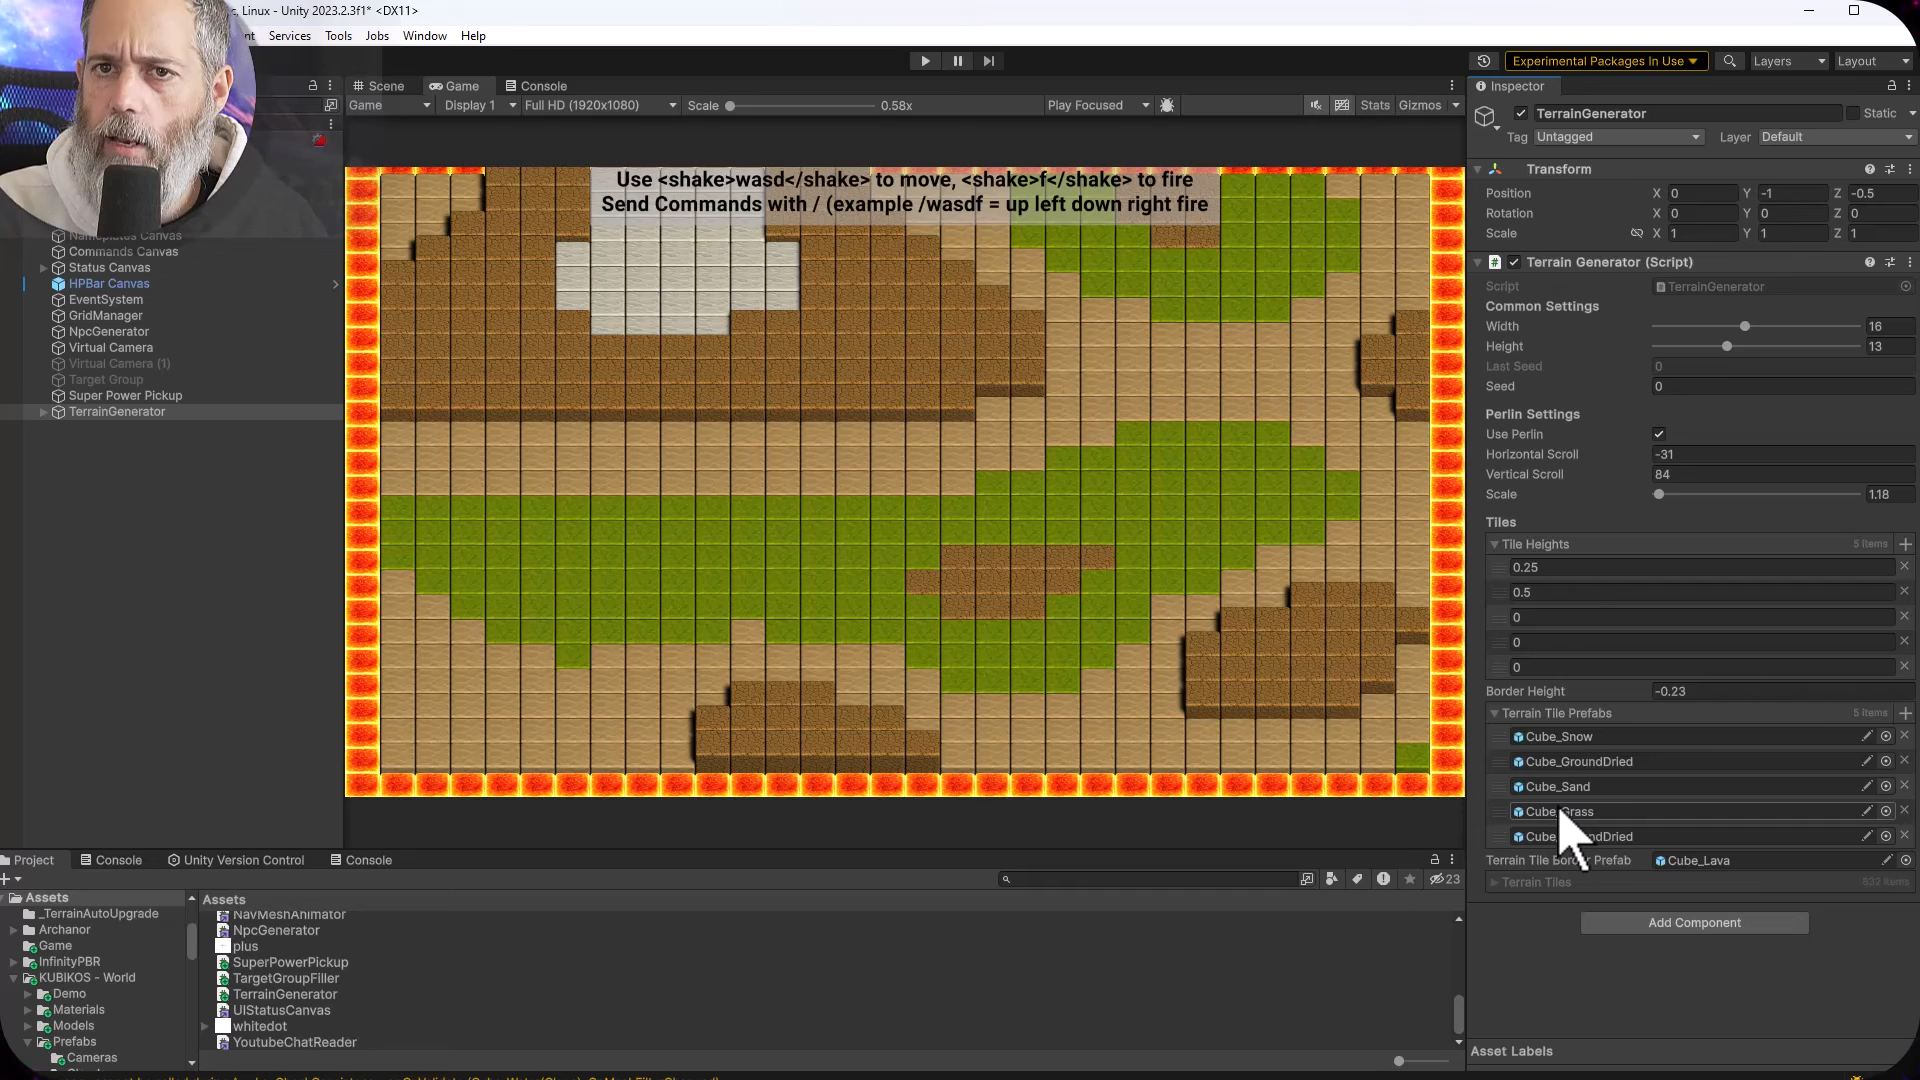 c, Linux - Unity 2023.2.3f1* <DX11>
nt Services Tools Jobs Window Help
Experimental Packages In Use
Layers Layout
Scene Game Console
Inspector
Game Display 1 Full HD (1920x1080) Scale 0.58x Play Focused Stats Gizmos
TerrainGenerator Static
Tag Untagged Layer Default
Transform
Position X 0 Y -1 Z -0.5
Rotation X 0 Y 0 Z 0
Scale X 1 Y 1 Z 1
Use <shake>wasd</shake> to move, <shake>f</shake> to fire
Send Commands with / (example /wasdf = up left down right fire
Nameplates Canvas
Commands Canvas
Status Canvas
HPBar Canvas
EventSystem
GridManager
NpcGenerator
Virtual Camera
Virtual Camera (1)
Target Group
Super Power Pickup
TerrainGenerator
Terrain Generator (Script)
Script TerrainGenerator
Common Settings
Width 16
Height 13
Last Seed 0
Seed 0
Perlin Settings
Use Perlin
Horizontal Scroll -31
Vertical Scroll 84
Scale 1.18
Tiles
Tile Heights 5 items
0.25
0.5
0
0
0
Border Height -0.23
Terrain Tile Prefabs 5 items
Cube_Snow
Cube_GroundDried
Cube_Sand
Cube_Grass
Terrain Tile Border Prefab Cube_Lava
Terrain Tiles 832 items
Add Component
Asset Labels
Project Console Unity Version Control Console
23
Assets
_TerrainAutoUpgrade
Archanor
Game
InfinityPBR
KUBIKOS - World
Demo
Materials
Models
Prefabs
Cameras
Assets
NavMeshAnimator
NpcGenerator
plus
SuperPowerPickup
TargetGroupFiller
TerrainGenerator
UIStatusCanvas
whitedot
YoutubeChatReader